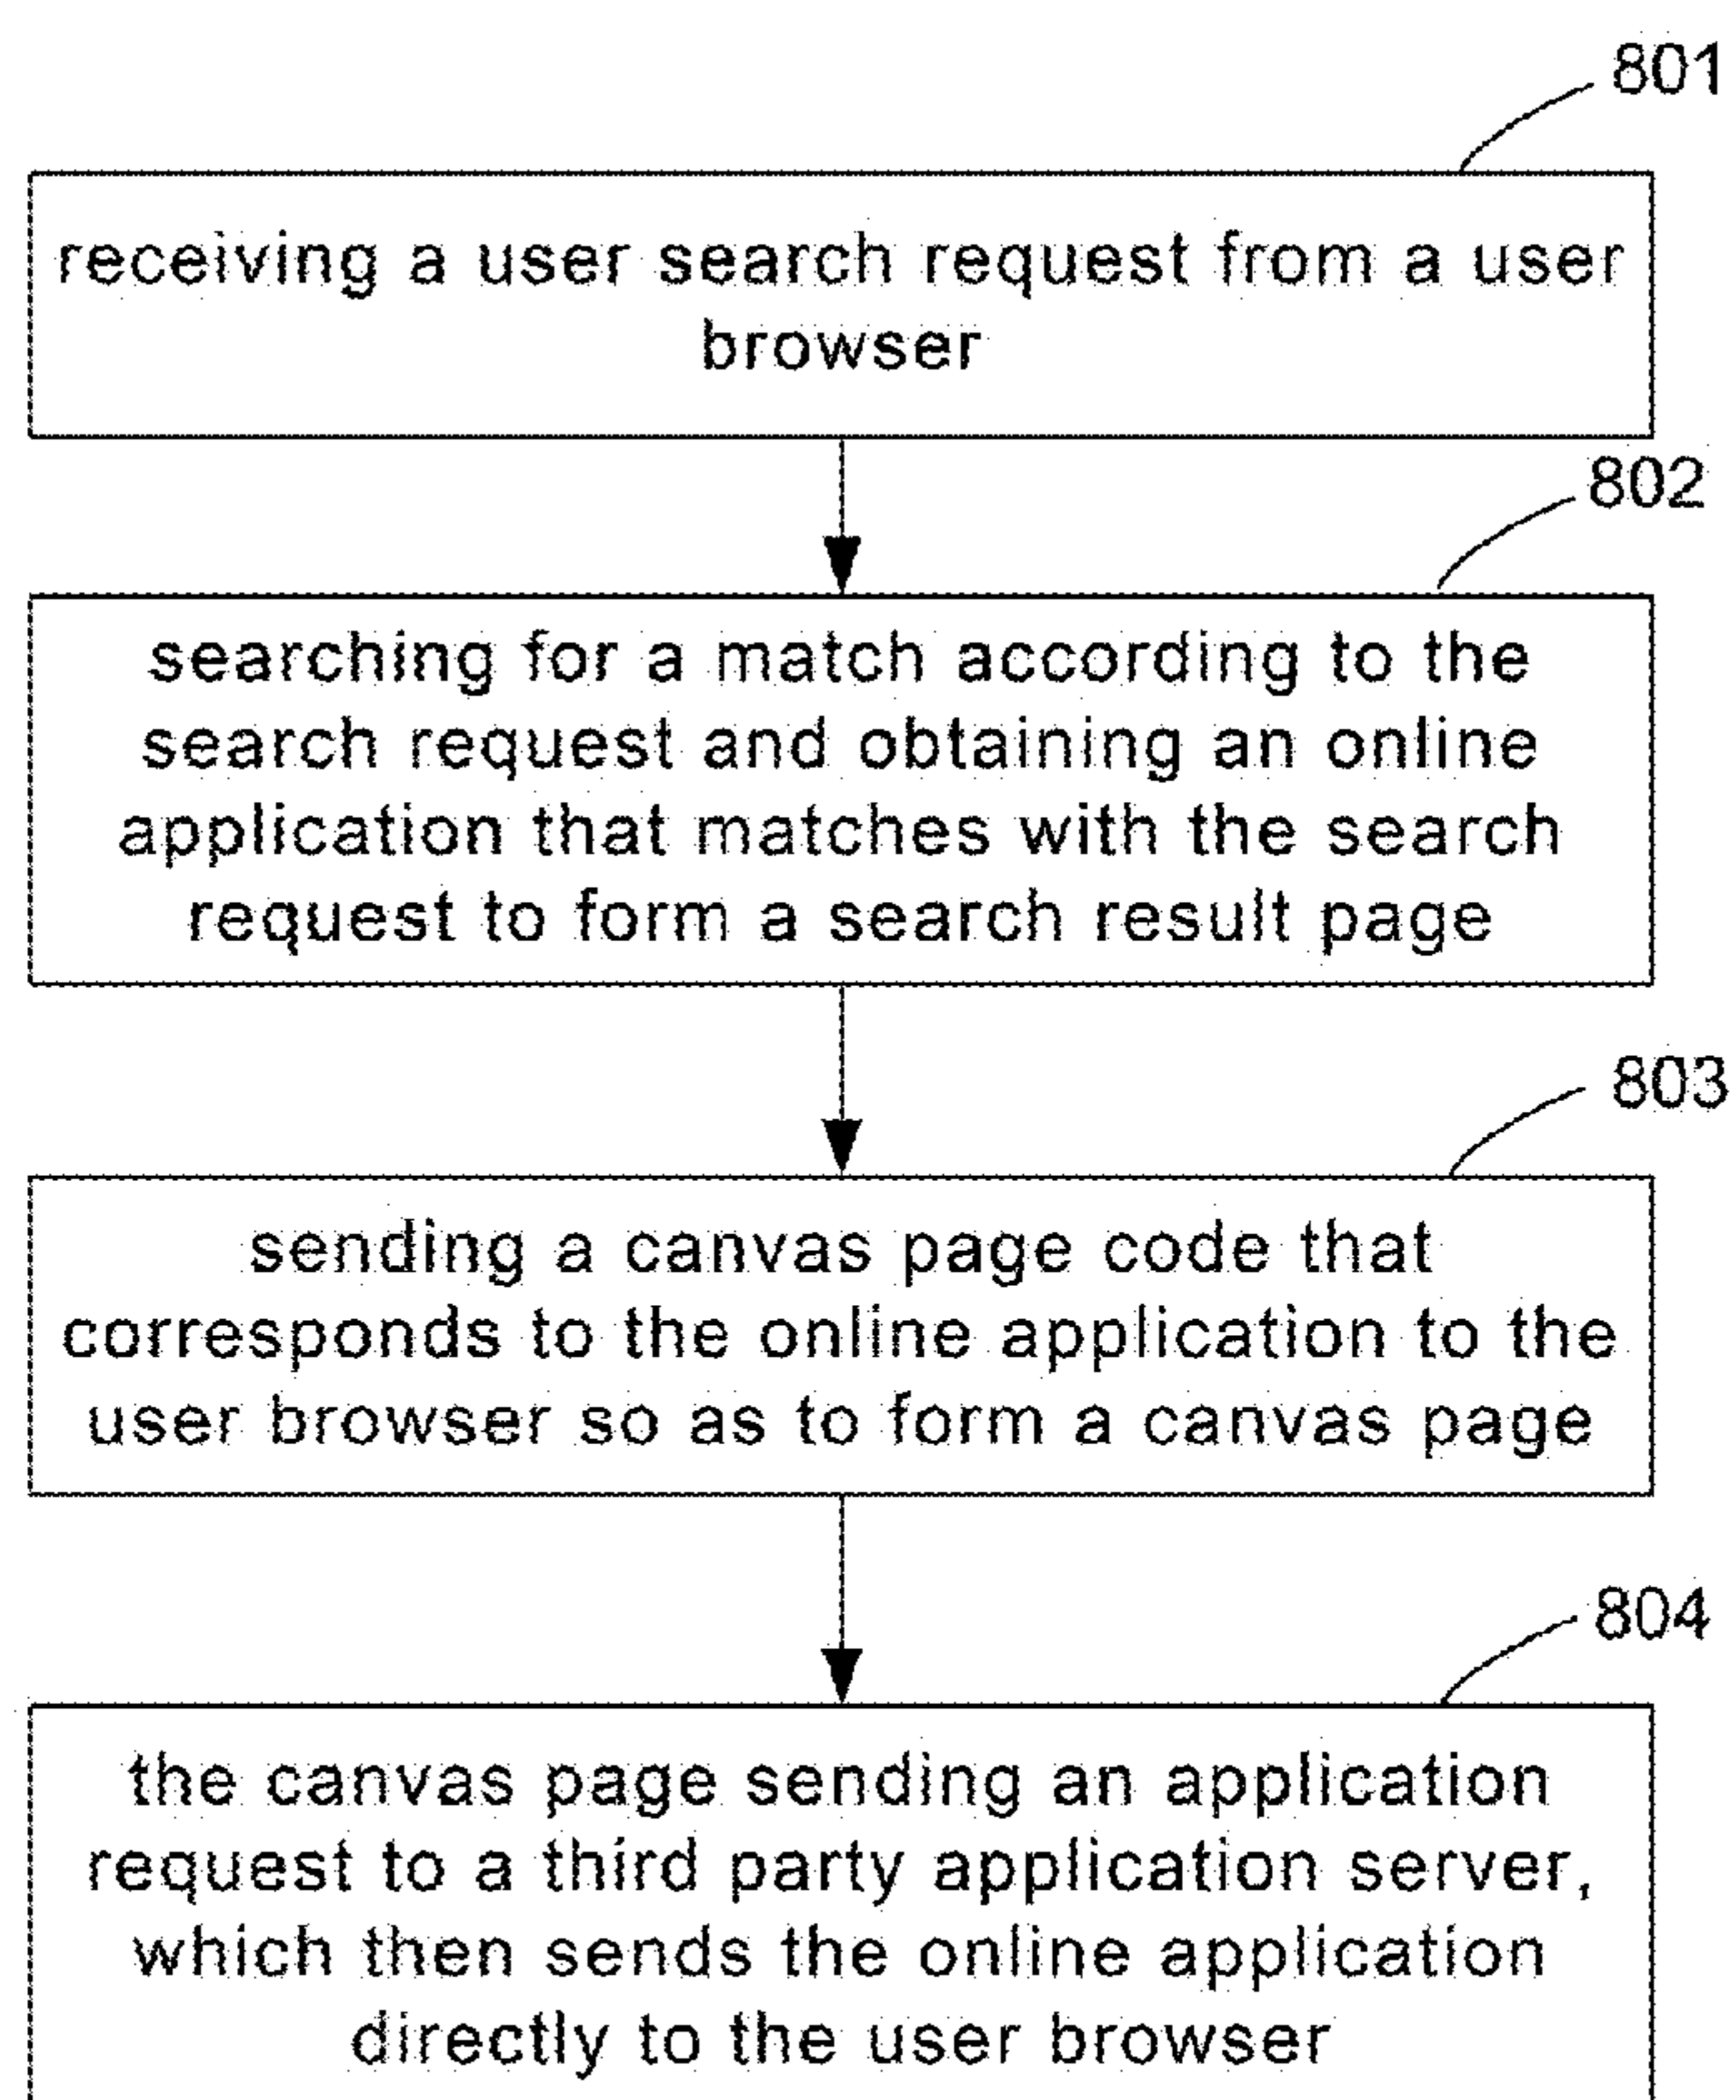 801
receiving a user search request from a user
browser
802
searching for a match according to the
search request and obtaining an online
application that matches with the search
request to form a search result page
803
sending a canvas page code that
corresponds to the online application to the
user browser so as to form a canvas page
804
the canvas page sending an application
request to a third party application server,
which then sends the online application
directly to the user browser